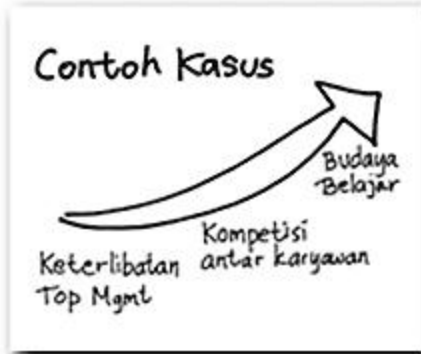 Contoh Kasus
Budaya
Belajar
Kompetisi
antar karyawan
Keterlibatan
Top Mgmt